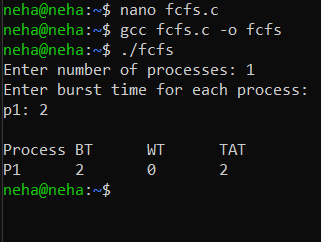 neha@neha:~$ nano fcfs.c
neha@neha:~$ gcc fcfs.c -o fcfs
neha@neha:~$ ./fcfs
Enter number of processes: 1
Enter burst time for each process:
p1: 2
Process BT WT TAT
P1 2 0 2
neha@neha:~$